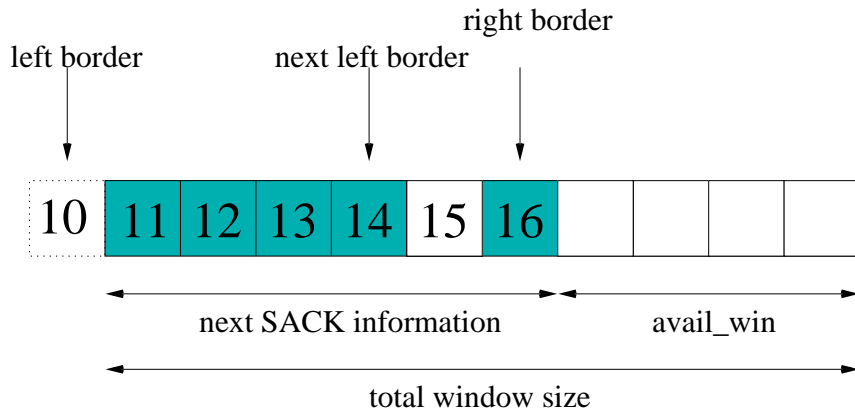 right border
left border
next left border
10 11 12 13 14 15 16
next SACK information
avail_win
total window size